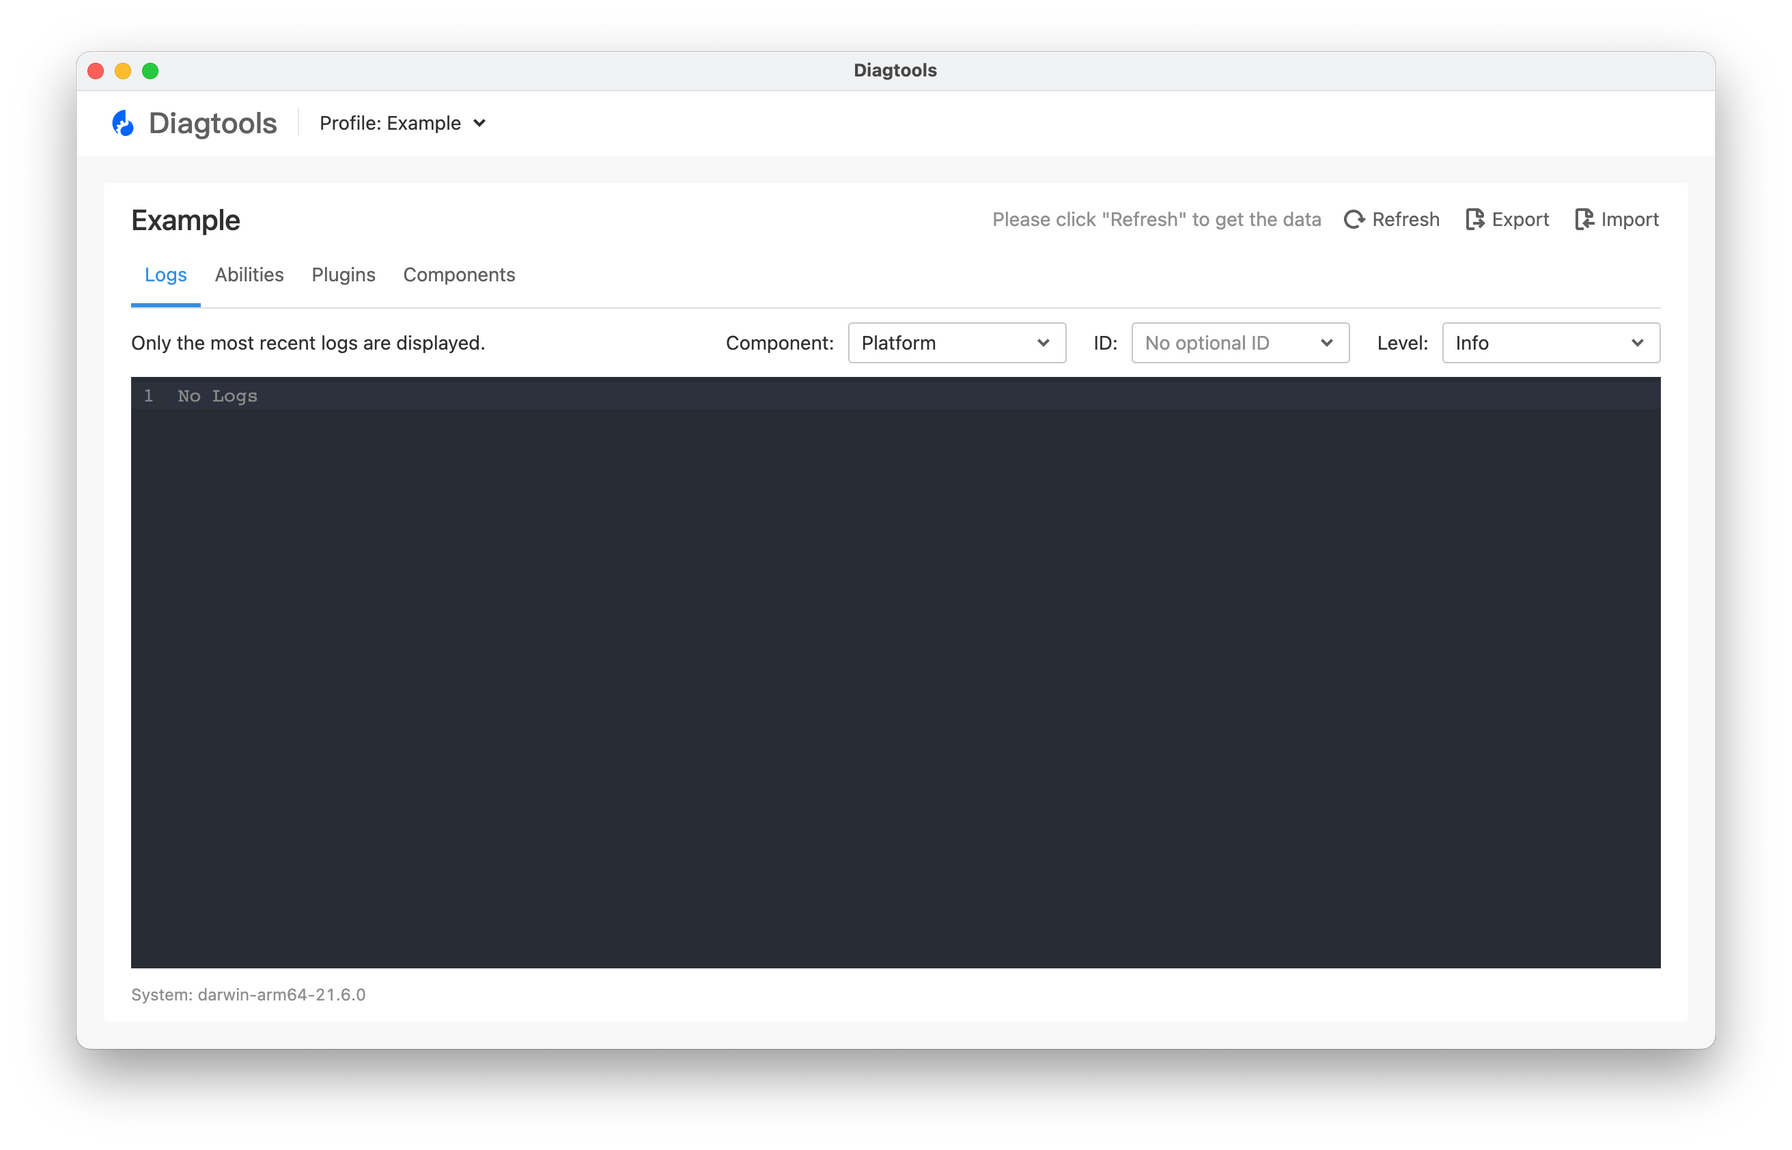 Diagtools
Diagtools
Profile: Example
Example
Please click "Refresh" to get the data
Refresh
Export
Import
Logs
Abilities
Plugins
Components
Only the most recent logs are displayed.
Component:
Platform
ID:
No optional ID
Level:
Info
1 No Logs
System: darwin-arm64-21.6.0